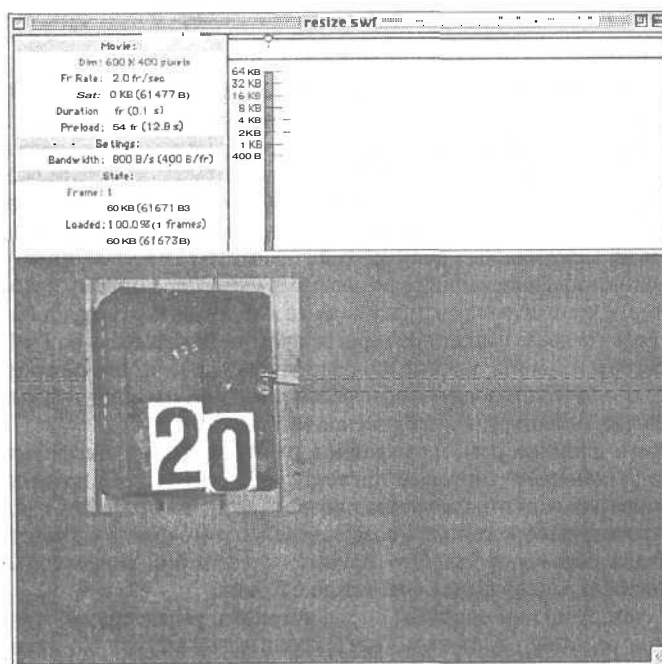 resize swf
Movie:
Dim: 600 X 400 pixels
Fr Rate: 2.0 fr/sec
Sat: 0 KB (61477 B)
Duration fr (0.1 s)
Preload: 54 fr (12.8 s)
Settings:
Bandwidth: 800 B/s (400 B/fr)
State:
Frame: 1
60 KB (61671 B3
Loaded: 100.0% (1 frames)
60 KB (61673 B)
64 KB
32 KB
16 KB
8 KB
4 KB
2KB
1 KB
400 B
20